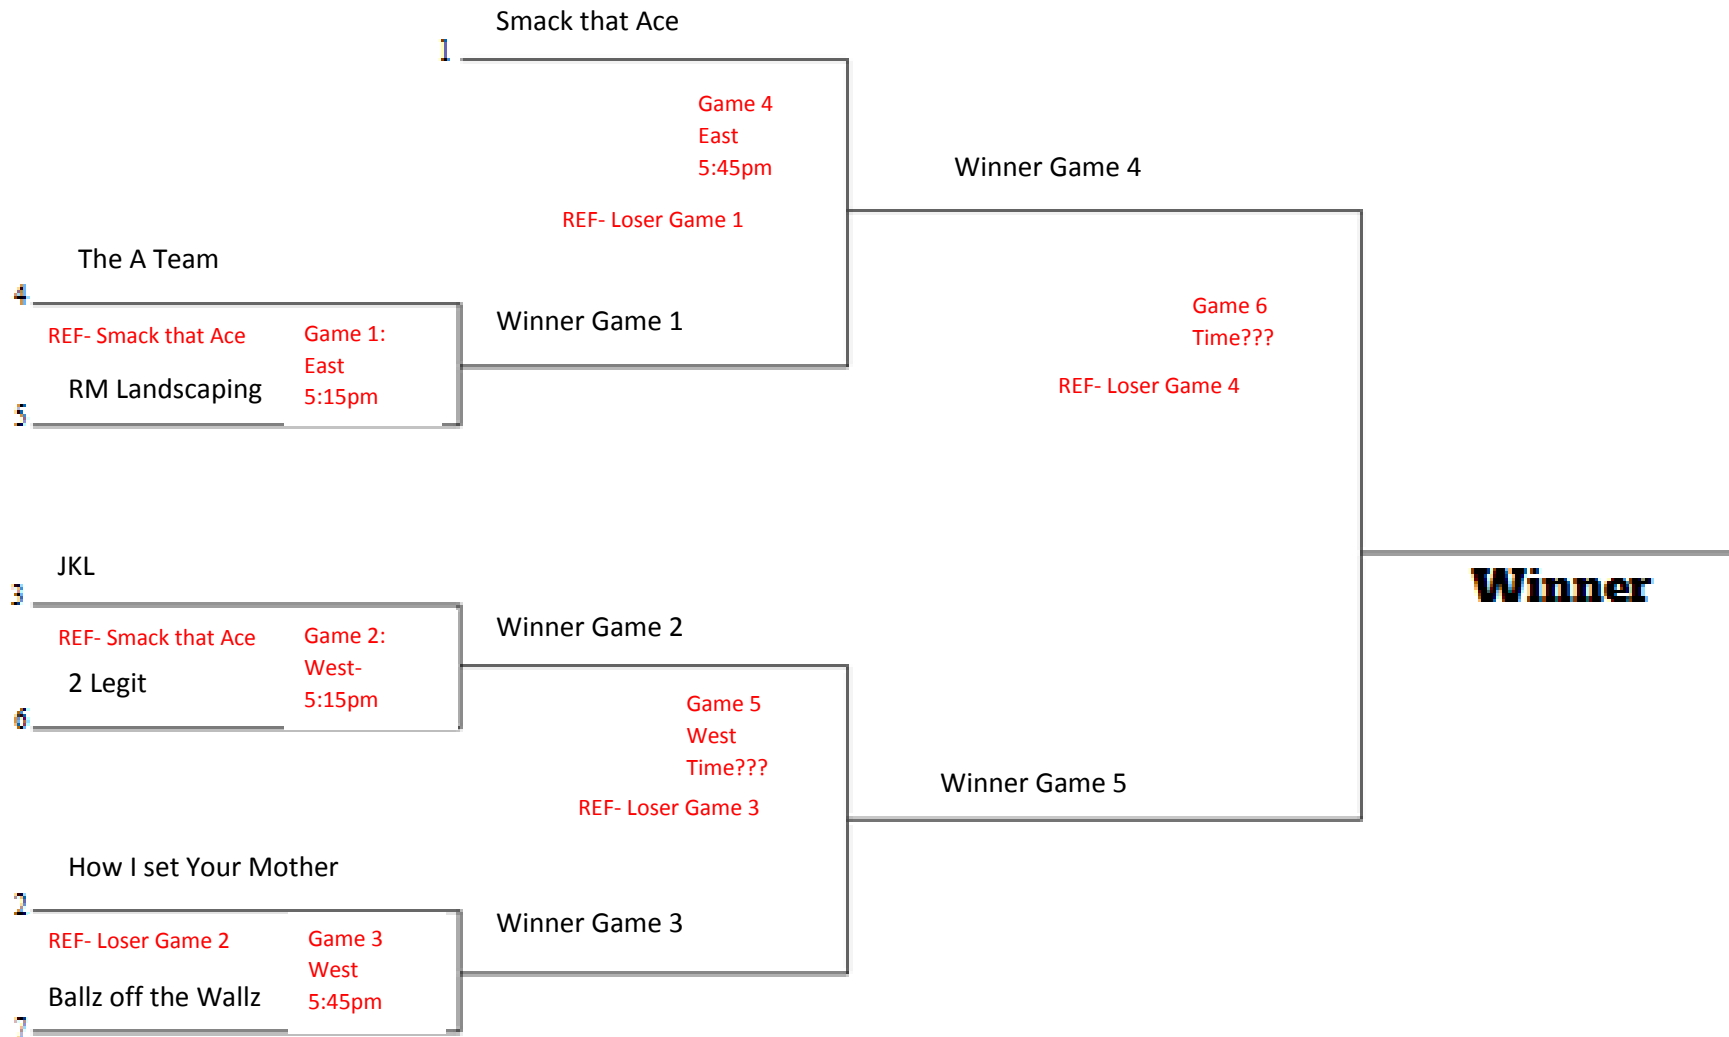 Smack that Ace
1
Game 4
East
5:45pm
Winner Game 4
REF- Loser Game 1
The A Team
4
REF- Smack that Ace
Game 1:
East
5:15pm
Winner Game 1
RM Landscaping
5
Game 6
Time???
REF- Loser Game 4
JKL
3
REF- Smack that Ace
Game 2:
West-
5:15pm
Winner Game 2
2 Legit
6
Winner
Game 5
West
Time???
REF- Loser Game 3
Winner Game 5
How I set Your Mother
2
REF- Loser Game 2
Game 3
West
5:45pm
Winner Game 3
Ballz off the Wallz
7